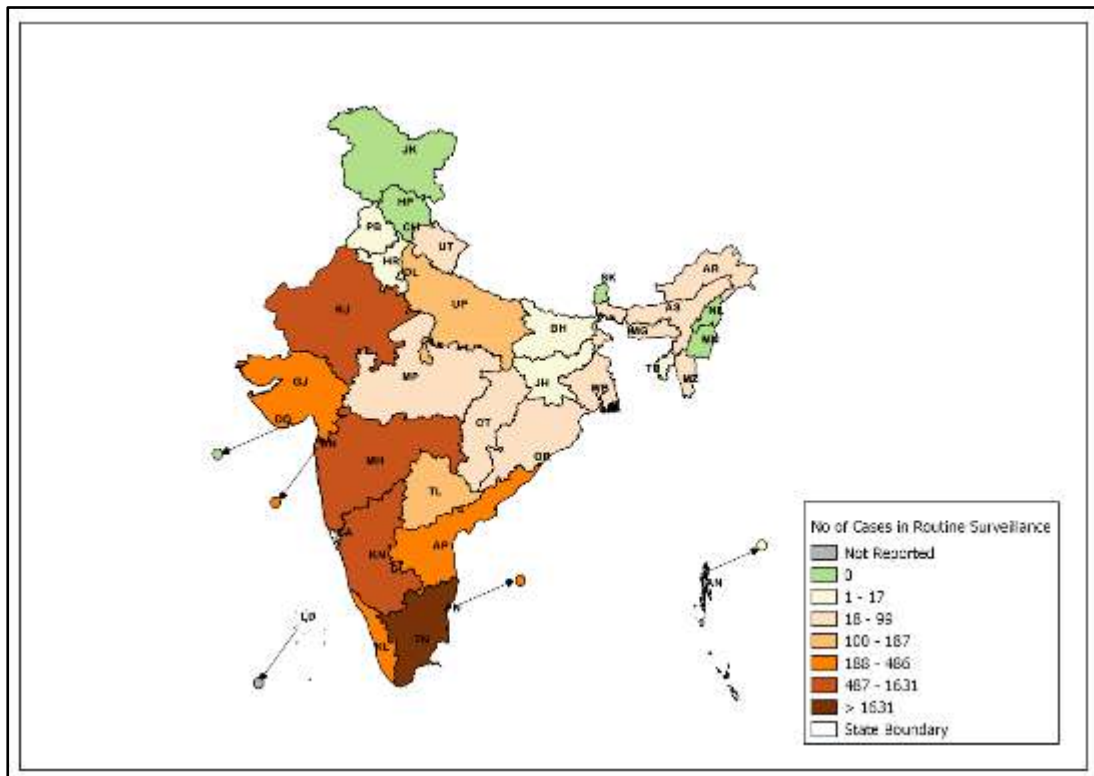 JK
HP
CH
PB
UT
HR
DL
SK
AR
RJ
UP
AS
NL
BH
MG
MN
TR
MP
JH
WB
MZ
GJ
CT
DD
DN
OR
MH
TL
GA
No of Cases in Routine Surveillance
Not Reported
0
AP
KN
1 - 17
AN
18 - 99
LD
100 - 187
TN
KL
188 - 486
487 - 1631
> 1631
State Boundary